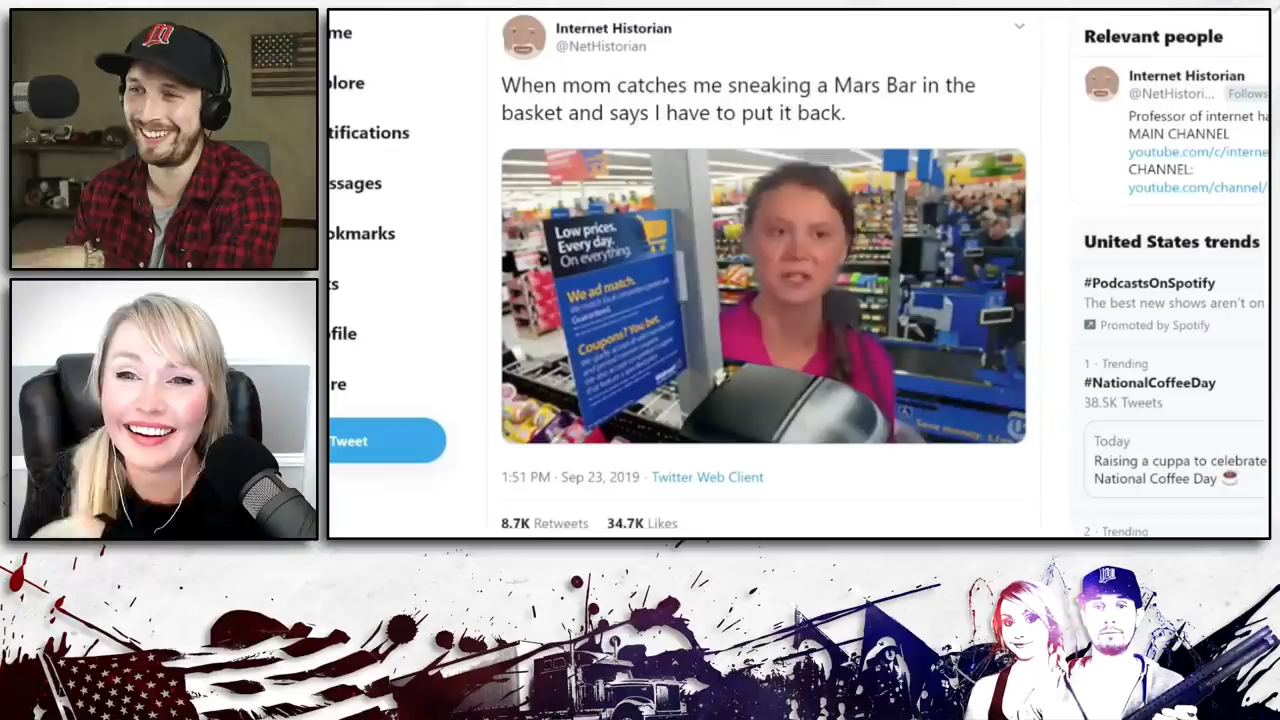 me
plore
tifications
ssages
okmarks
ts
file
re
Tweet
Internet Historian
@NetHistorian
When mom catches me sneaking a Mars Bar in the
basket and says I have to put it back.
Low prices.
Every day.
On everything.
We ad match.
Guaranteed.
Coupons? You bet.
1:51 PM · Sep 23, 2019 · Twitter Web Client
8.7K Retweets 34.7K Likes
Relevant people
Internet Historian
@NetHistori... Follows
Professor of internet ha
MAIN CHANNEL
youtube.com/c/interne
CHANNEL:
youtube.com/channel/
United States trends
#PodcastsOnSpotify
The best new shows aren't on
Promoted by Spotify
1 · Trending
#NationalCoffeeDay
38.5K Tweets
Today
Raising a cuppa to celebrate
National Coffee Day ☕
2 · Trending